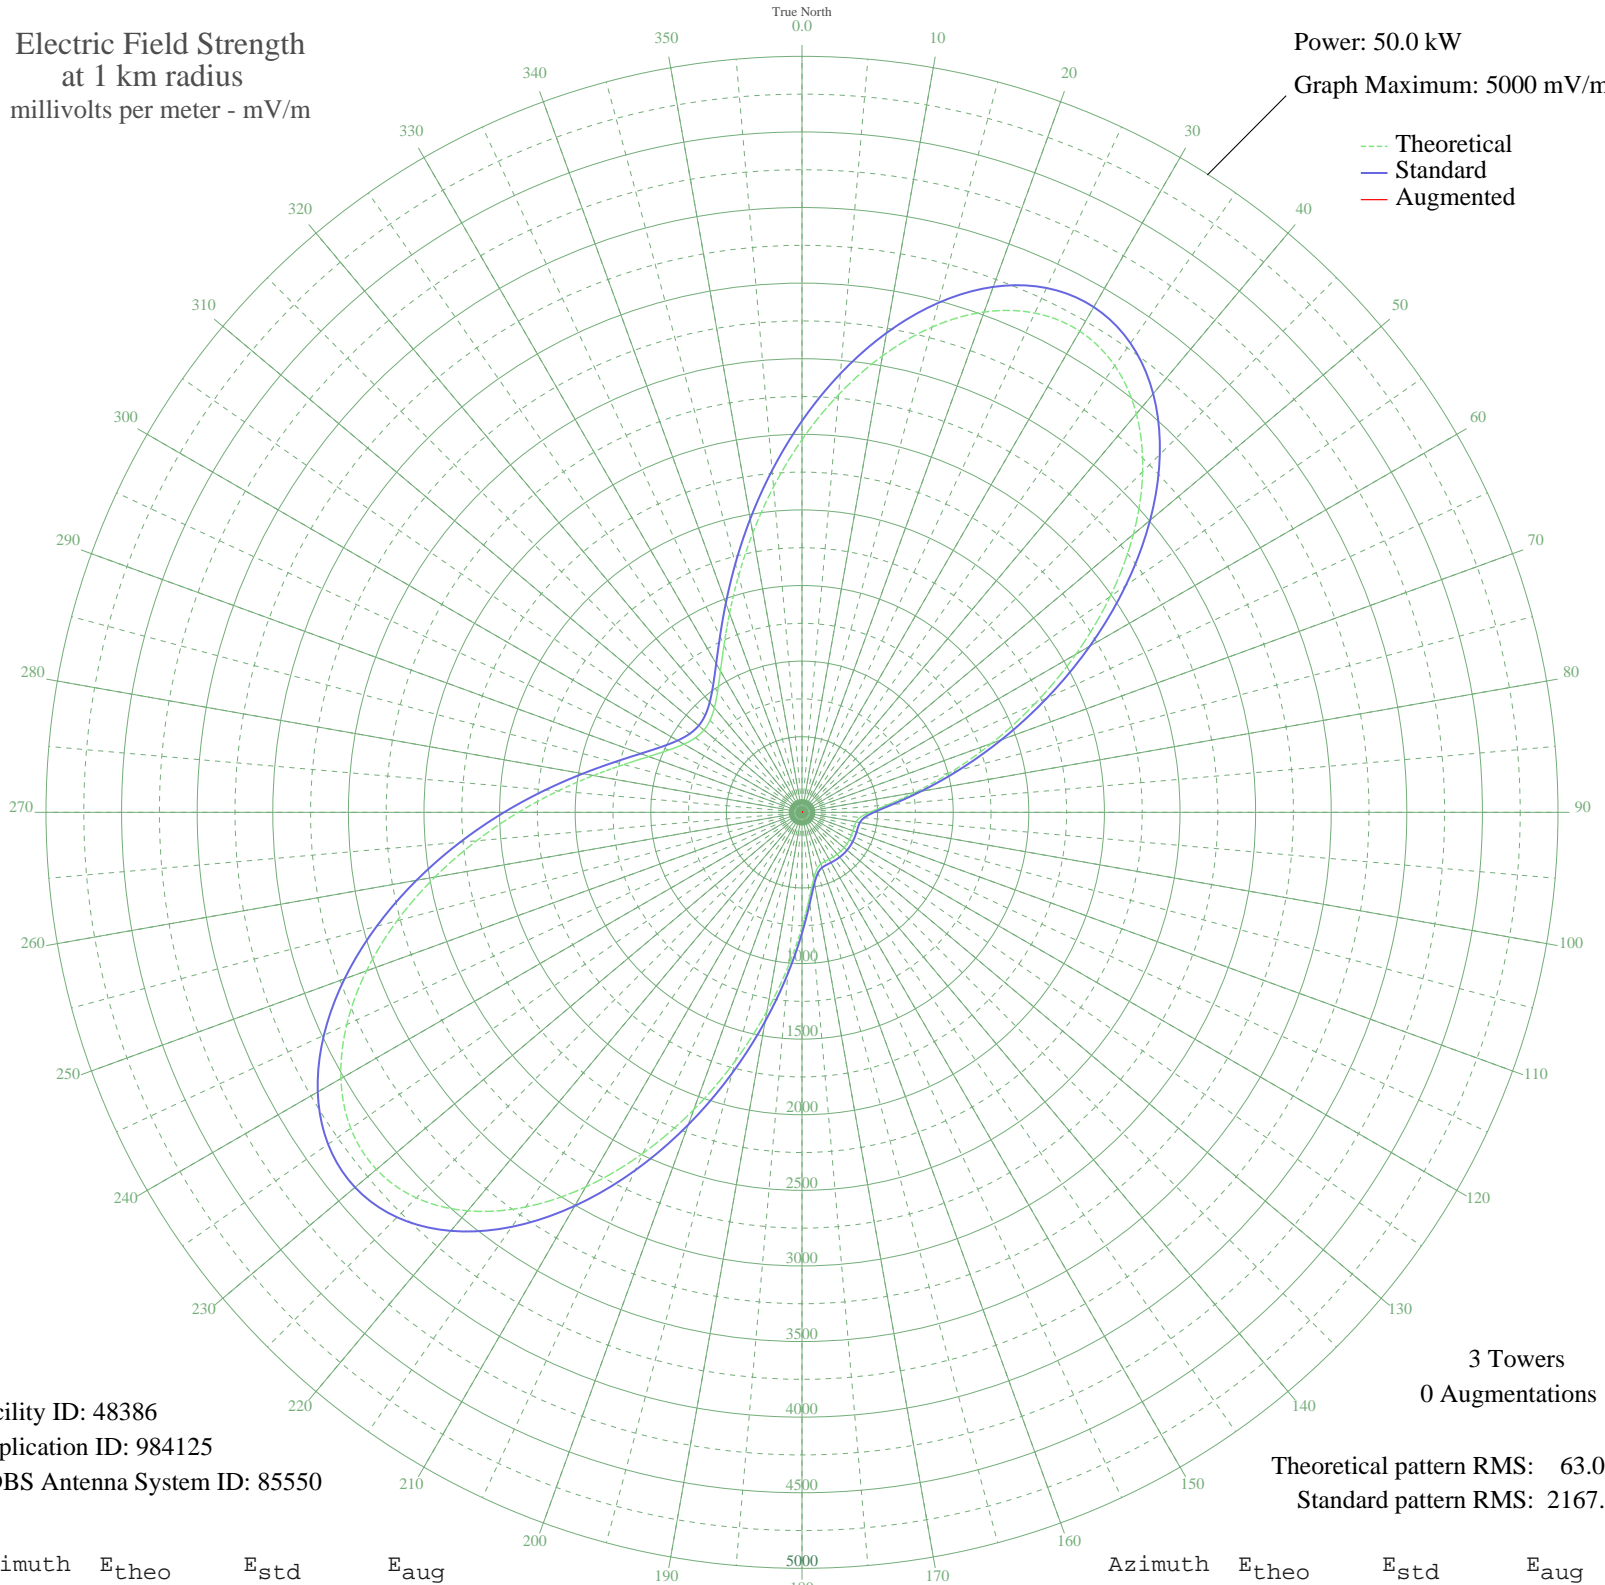 True North
0.0
10
20
30
40
50
60
70
80
90
100
110
120
130
140
150
160
170
190
200
210
220
230
240
250
260
270
280
290
300
310
320
330
340
350
Electric Field Strength
at 1 km radius
millivolts per meter - mV/m
Power: 50.0 kW
Graph Maximum: 5000 mV/m
Theoretical
Standard
Augmented
1000
1500
2000
2500
3000
3500
4000
4500
5000
3 Towers
0 Augmentations
cility ID: 48386
plication ID: 984125
DBS Antenna System ID: 85550
Theoretical pattern RMS: 63.0
Standard pattern RMS: 2167.
imuth Etheo Estd Eaug
Azimuth Etheo Estd Eaug